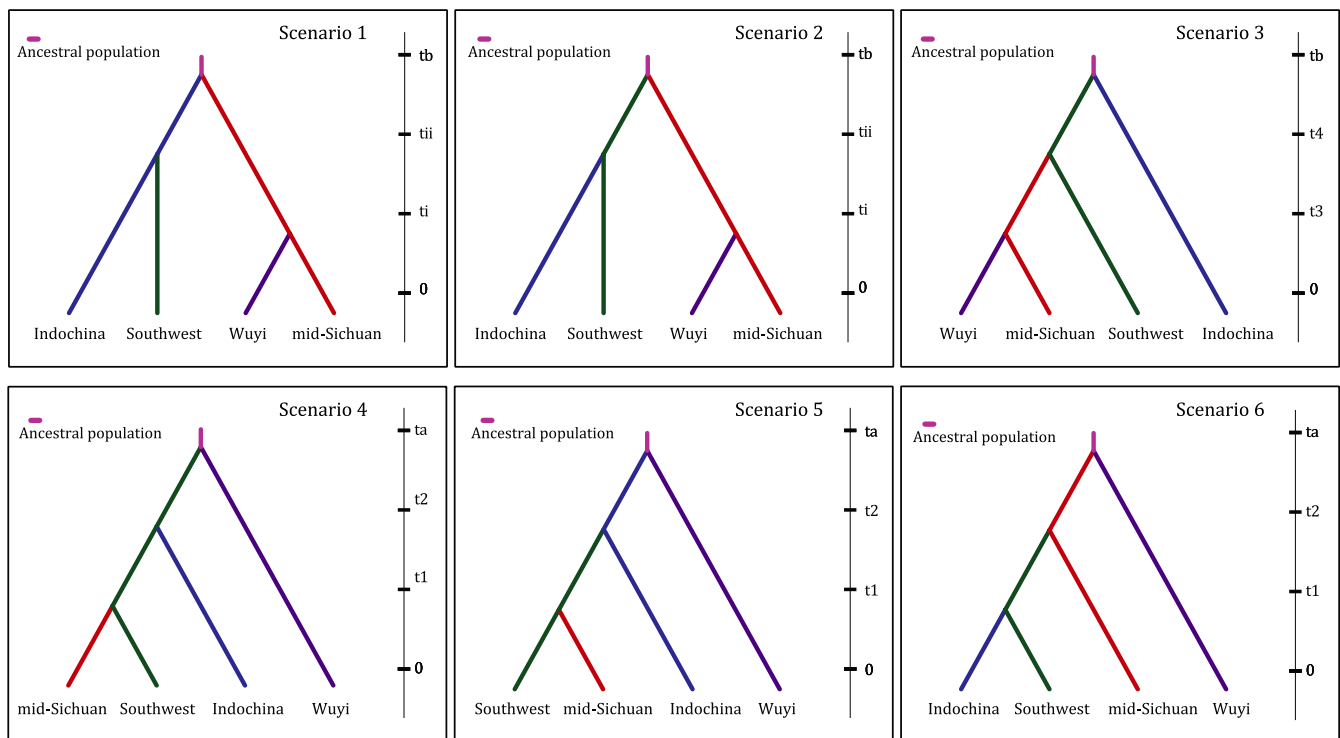 Scenario 1
Ancestral population
tb
tii
ti
0
Indochina Southwest Wuyi mid-Sichuan
Scenario 2
Ancestral population
tb
tii
ti
0
Indochina Southwest Wuyi mid-Sichuan
Scenario 3
Ancestral population
tb
t4
t3
0
Wuyi mid-Sichuan Southwest Indochina
Scenario 4
Ancestral population
ta
t2
t1
0
mid-Sichuan Southwest Indochina Wuyi
Scenario 5
Ancestral population
ta
t2
t1
0
Southwest mid-Sichuan Indochina Wuyi
Scenario 6
Ancestral population
ta
t2
t1
0
Indochina Southwest mid-Sichuan Wuyi